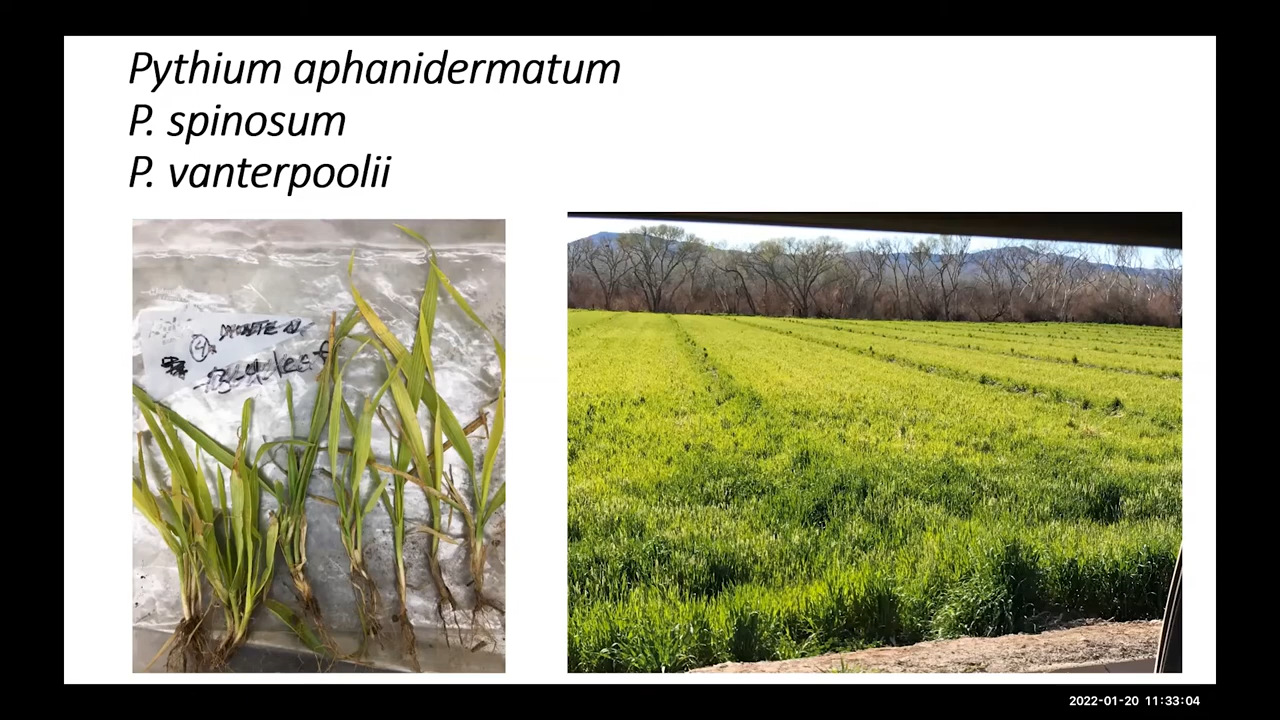 Pythium aphanidermatum
P. spinosum
P. vanterpoolii
2022-01-20 11:33:04